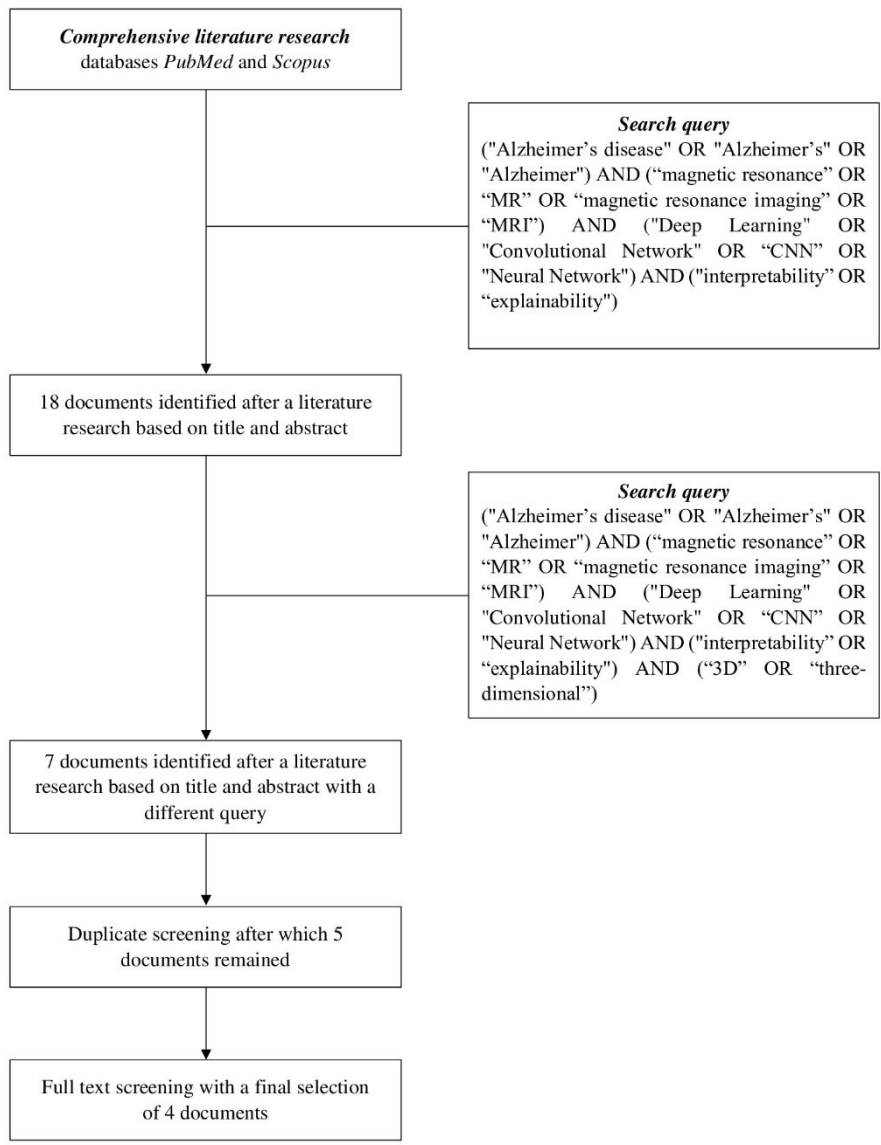 Comprehensive literature research
databases PubMed and Scopus
Search query
("Alzheimer’s disease" OR "Alzheimer's" OR
"Alzheimer") AND (“magnetic resonance” OR
“MR” OR “magnetic resonance imaging” OR
“MRI”) AND ("Deep Learning" OR
"Convolutional Network" OR “CNN” OR
"Neural Network") AND ("interpretability” OR
“explainability")
18 documents identified after a literature
research based on title and abstract
Search query
("Alzheimer’s disease" OR "Alzheimer's" OR
"Alzheimer") AND (“magnetic resonance” OR
“MR” OR “magnetic resonance imaging” OR
“MRI”) AND ("Deep Learning" OR
"Convolutional Network" OR “CNN” OR
"Neural Network") AND ("interpretability” OR
“explainability") AND (“3D” OR “three-
dimensional”)
7 documents identified after a literature
research based on title and abstract with a
different query
Duplicate screening after which 5
documents remained
Full text screening with a final selection
of 4 documents